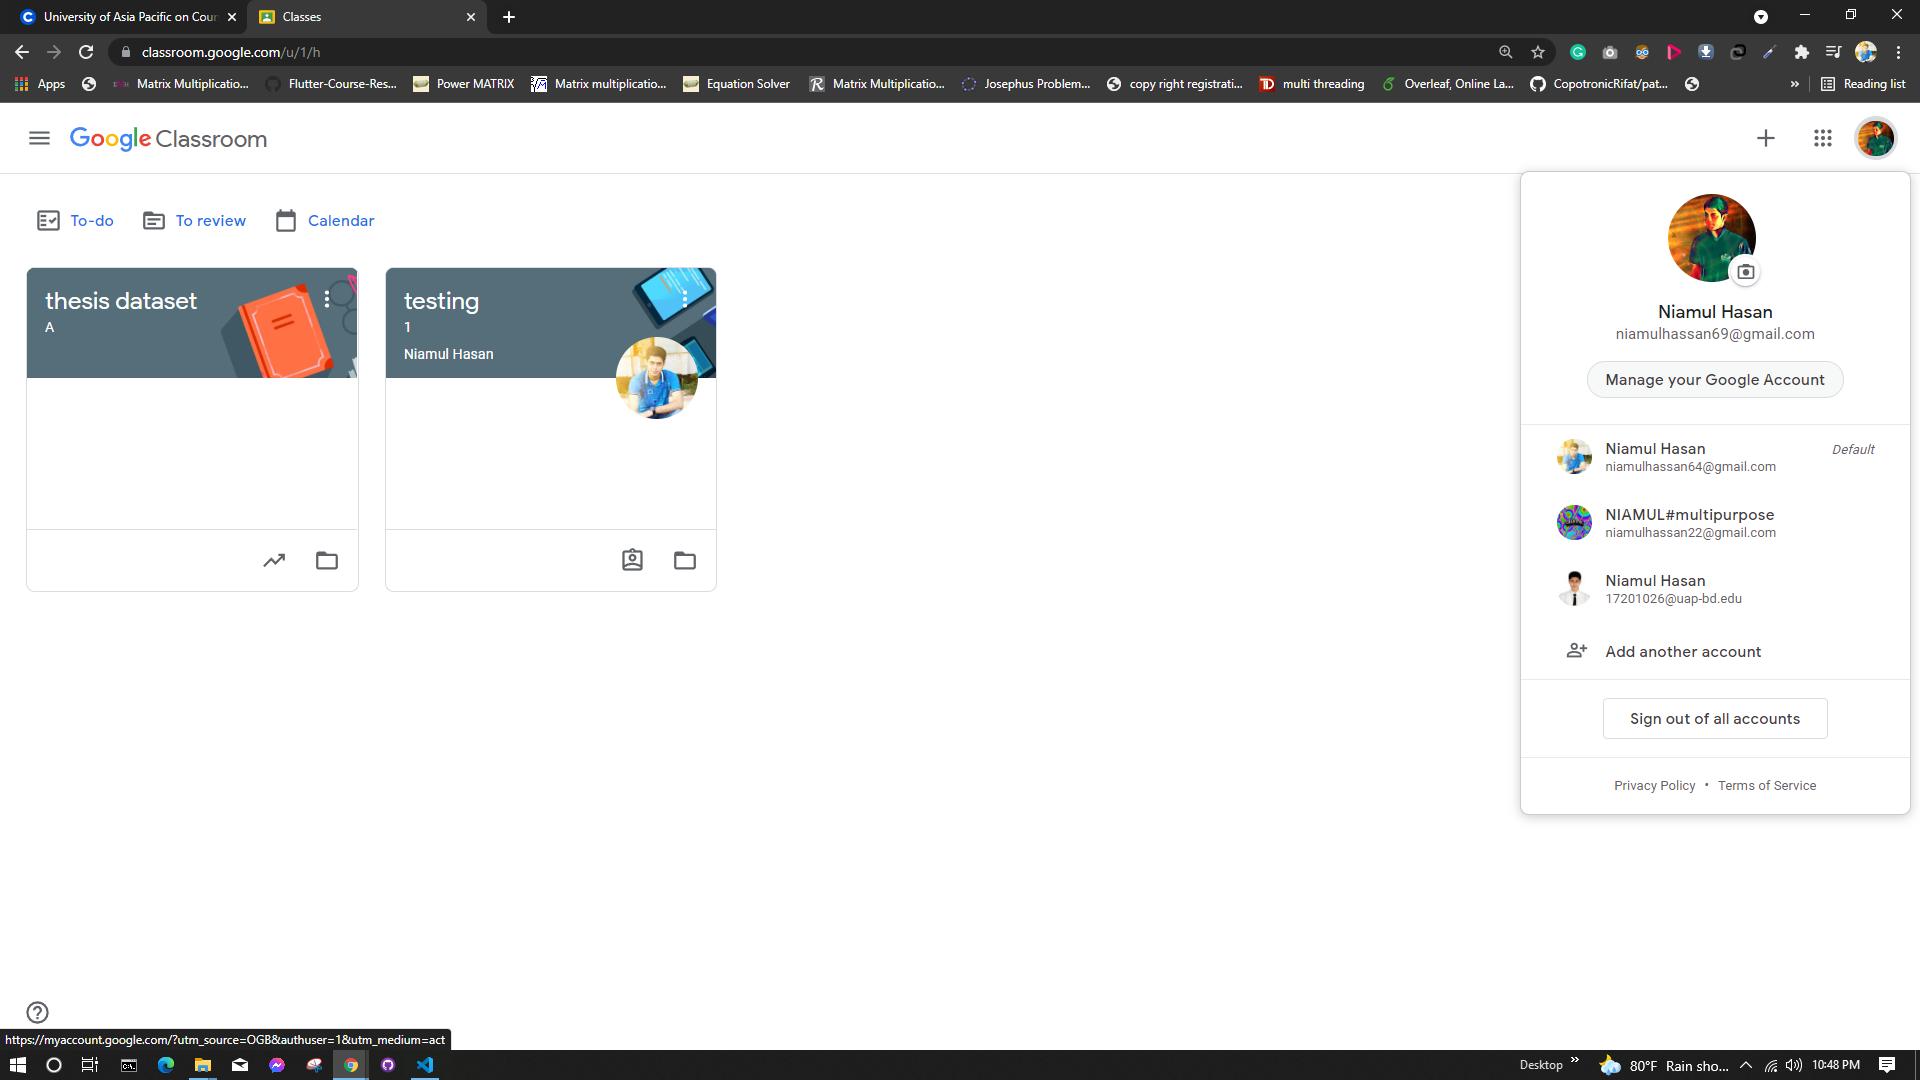 University of Asia Pacific on Cour
Classes
classroom.google.com/u/1/h
Apps
Matrix Multiplicatio...
Flutter-Course-Res...
Power MATRIX
Matrix multiplicatio...
Equation Solver
Matrix Multiplicatio...
Josephus Problem...
copy right registrati...
multi threading
Overleaf, Online La...
CopotronicRifat/pat...
Reading list
Google Classroom
To-do
To review
Calendar
thesis dataset
A
testing
1
Niamul Hasan
Niamul Hasan
niamulhassan69@gmail.com
Manage your Google Account
Niamul Hasan
Default
niamulhassan64@gmail.com
NIAMUL#multipurpose
niamulhassan22@gmail.com
Niamul Hasan
17201026@uap-bd.edu
Add another account
Sign out of all accounts
Privacy Policy • Terms of Service
https://myaccount.google.com/?utm_source=OGB&authuser=1&utm_medium=act
Desktop
80°F Rain sho...
10:48 PM